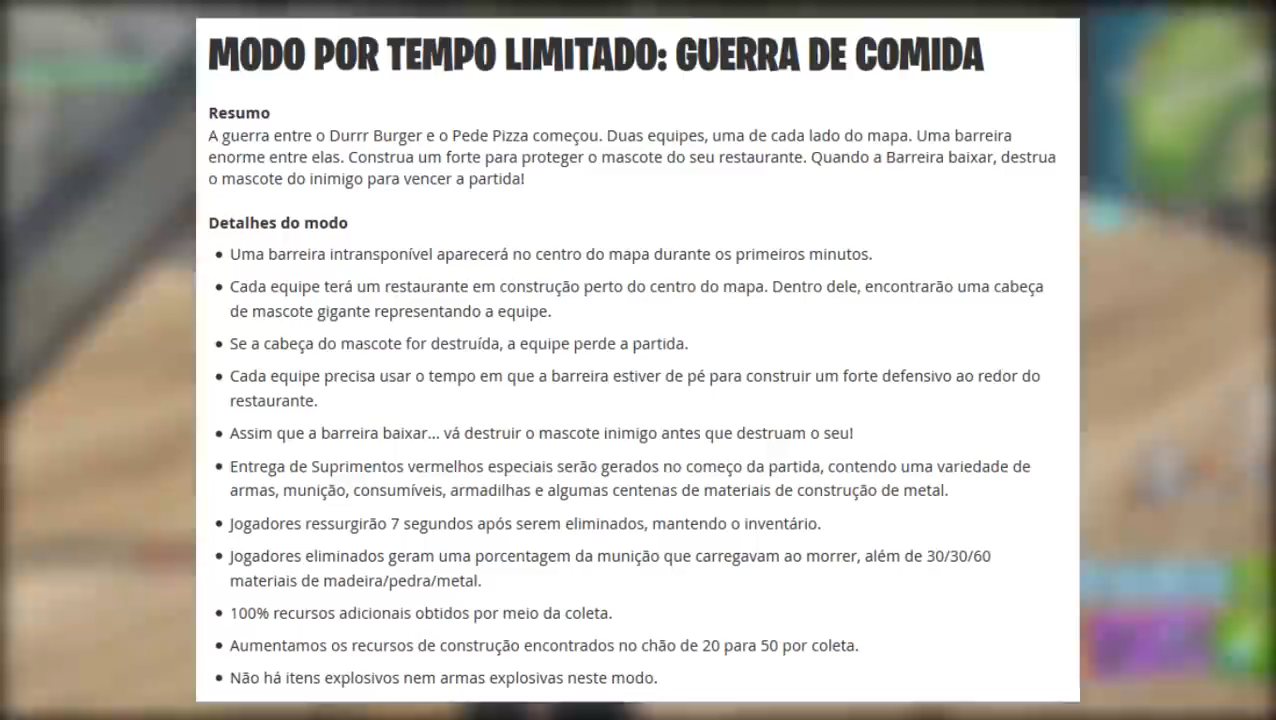 MODO POR TEMPO LIMITADO: GUERRA DE COMIDA
Resumo
A guerra entre o Durrr Burger e o Pede Pizza começou. Duas equipes, uma de cada lado do mapa. Uma barreira
enorme entre elas. Construa um forte para proteger o mascote do seu restaurante. Quando a Barreira baixar, destrua
o mascote do inimigo para vencer a partida!
Detalhes do modo
• Uma barreira intransponível aparecerá no centro do mapa durante os primeiros minutos.
• Cada equipe terá um restaurante em construção perto do centro do mapa. Dentro dele, encontrarão uma cabeça
de mascote gigante representando a equipe.
• Se a cabeça do mascote for destruída, a equipe perde a partida.
• Cada equipe precisa usar o tempo em que a barreira estiver de pé para construir um forte defensivo ao redor do
restaurante.
• Assim que a barreira baixar... vá destruir o mascote inimigo antes que destruam o seu!
• Entrega de Suprimentos vermelhos especiais serão gerados no começo da partida, contendo uma variedade de
armas, munição, consumíveis, armadilhas e algumas centenas de materiais de construção de metal.
• Jogadores ressurgirão 7 segundos após serem eliminados, mantendo o inventário.
• Jogadores eliminados geram uma porcentagem da munição que carregavam ao morrer, além de 30/30/60
materiais de madeira/pedra/metal.
• 100% recursos adicionais obtidos por meio da coleta.
• Aumentamos os recursos de construção encontrados no chão de 20 para 50 por coleta.
• Não há itens explosivos nem armas explosivas neste modo.